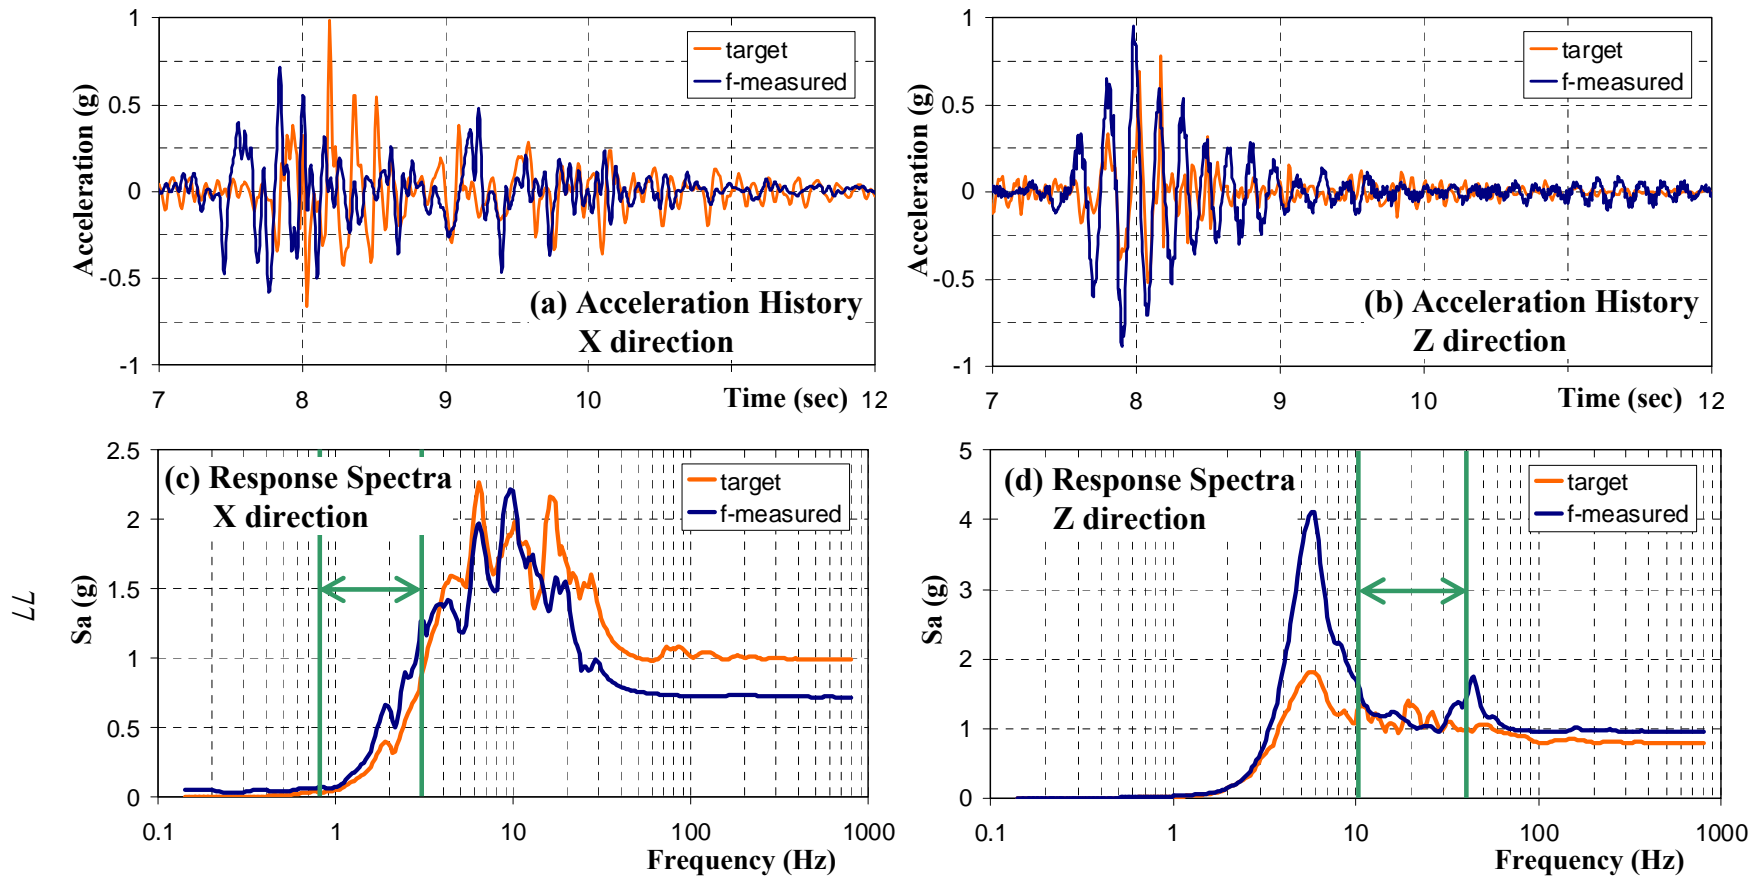 1
0.5
0
-0.5
-1
Acceleration (g)
target
f-measured
(a) Acceleration History
X direction
7
8
9
10
Time (sec)
12
1
0.5
0
-0.5
-1
Acceleration (g)
target
f-measured
(b) Acceleration History
Z direction
7
8
9
10
Time (sec)
12
77
2.5
2
1.5
1
0.5
0
Sa (g)
(c) Response Spectra
X direction
target
f-measured
0.1
1
10
100
1000
Frequency (Hz)
5
4
3
2
1
0
Sa (g)
(d) Response Spectra
Z direction
target
f-measured
0.1
1
10
100
1000
Frequency (Hz)